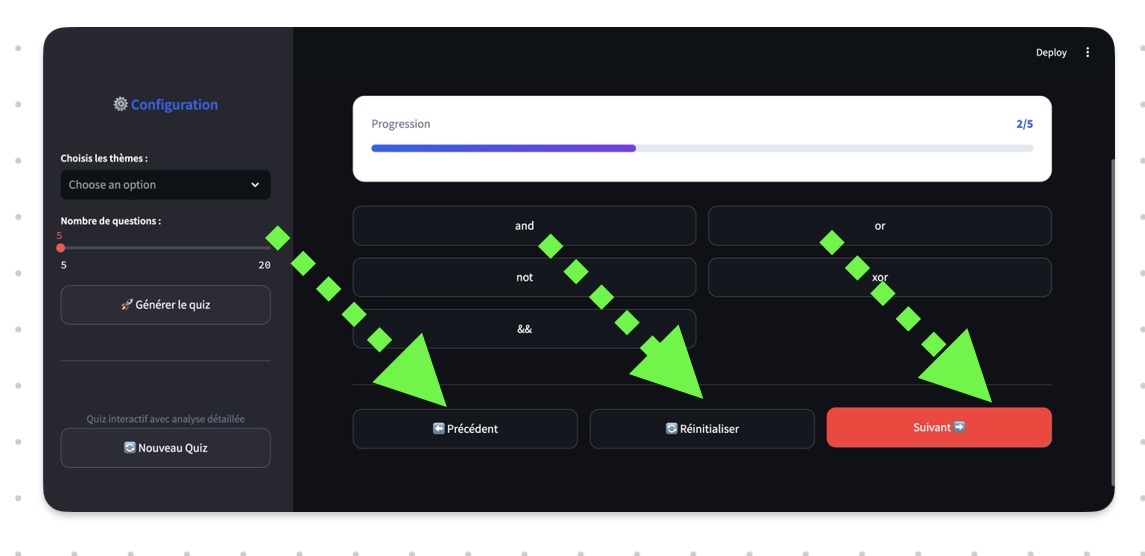 Deploy
Configuration
Choisis les thèmes :
Choose an option
Nombre de questions :
5
5
20
Générer le quiz
Quiz interactif avec analyse détaillée
Nouveau Quiz
Progression
2/5
and
or
not
xor
&&
Précédent
Réinitialiser
Suivant